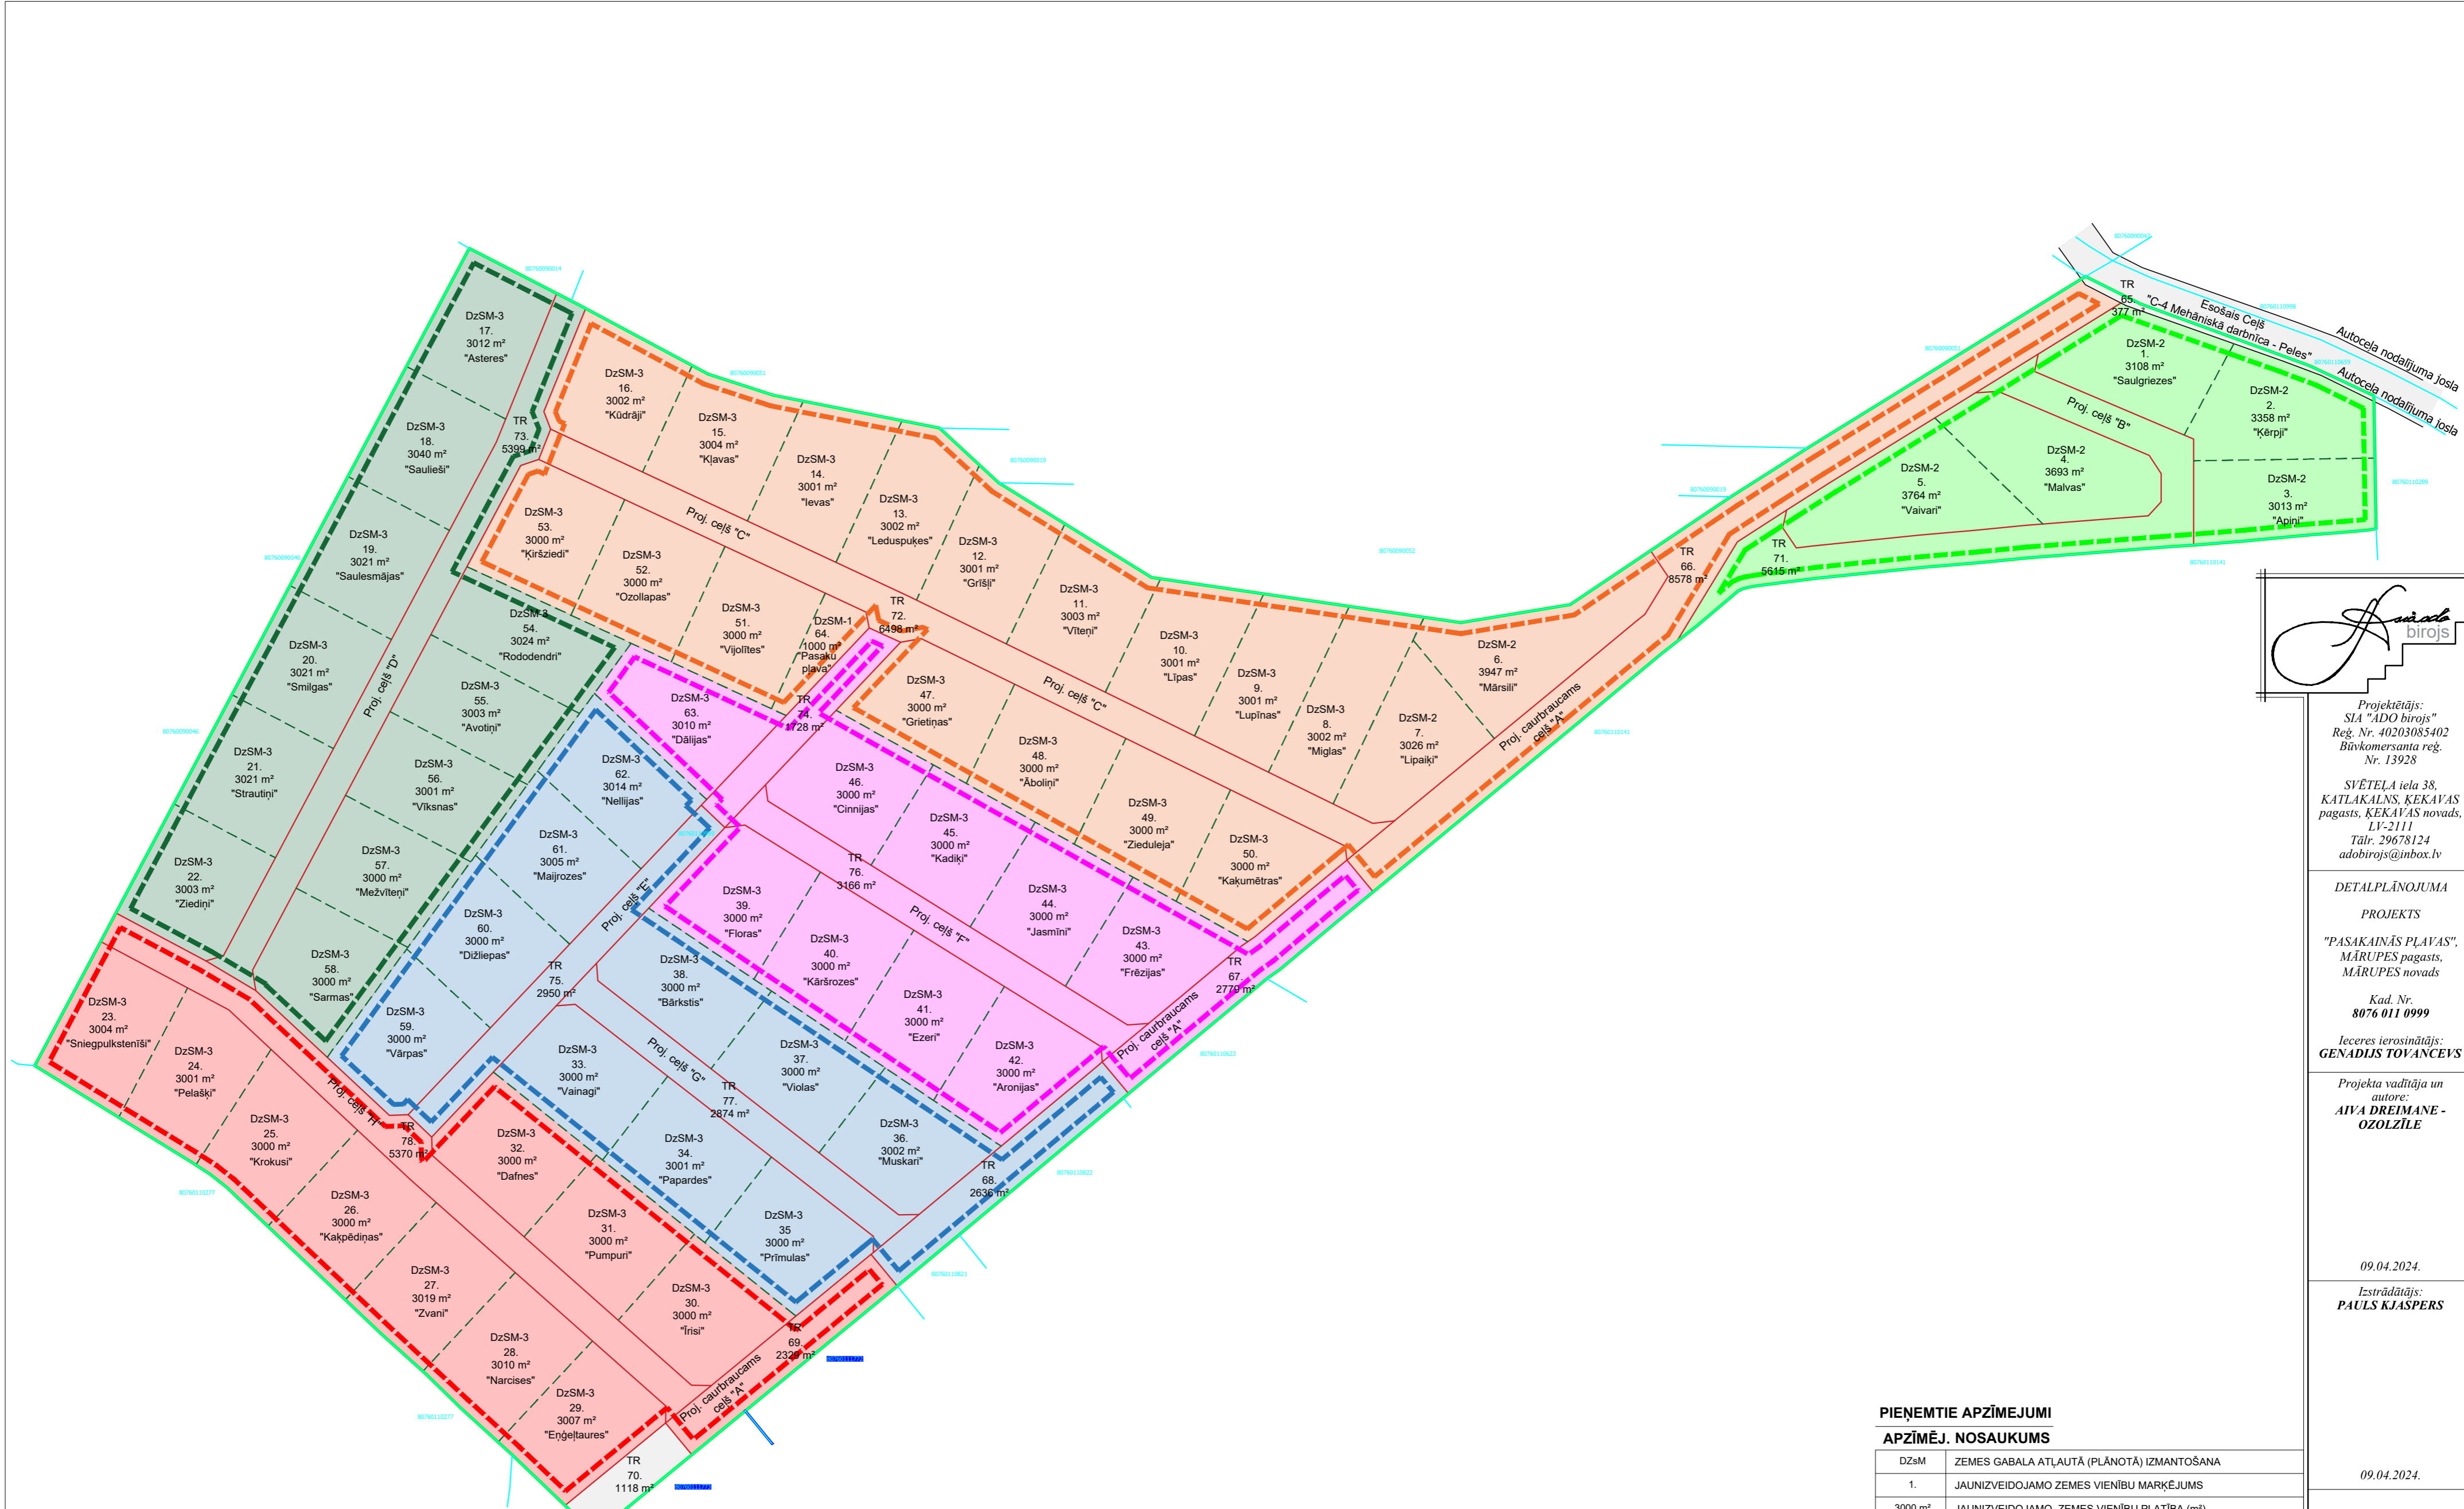 DzSM-3
17.
3012 m²
"Asteres"
DzSM-3
18.
3040 m²
"Saulieši"
DzSM-3
19.
3021 m²
"Saulesmājas"
DzSM-3
20.
3021 m²
"Smilgas"
DzSM-3
21.
3021 m²
"Strautiņi"
DzSM-3
22.
3003 m²
"Ziediņi"
TR
73.
5399 m²
Proj. ceļš "D"
DzSM-3
54.
3024 m²
"Rododendri"
DzSM-3
55.
3003 m²
"Avotiņi"
DzSM-3
56.
3001 m²
"Vīksnas"
DzSM-3
57.
3000 m²
"Mežvīteņi"
DzSM-3
58.
3000 m²
"Sarmas"
DzSM-3
16.
3002 m²
"Kūdrāji"
DzSM-3
15.
3004 m²
"Kļavas"
DzSM-3
14.
3001 m²
"Ievas"
DzSM-3
13.
3002 m²
"Leduspuķes"
DzSM-3
12.
3001 m²
"Grīšļi"
DzSM-3
11.
3003 m²
"Vīteņi"
DzSM-3
10.
3001 m²
"Līpas"
DzSM-3
9.
3001 m²
"Lupīnas"
DzSM-3
8.
3002 m²
"Miglas"
DzSM-2
7.
3026 m²
"Lipaiķi"
DzSM-2
6.
3947 m²
"Mārsili"
Proj. ceļš "C"
Proj. ceļš "C"
DzSM-3
53.
3000 m²
"Ķiršziedi"
DzSM-3
52.
3000 m²
"Ozollapas"
DzSM-3
51.
3000 m²
"Vijolītes"
DzSM-1
64.
1000 m²
"Pasaku
pļava"
TR
72.
6498 m²
DzSM-3
47.
3000 m²
"Grietiņas"
DzSM-3
48.
3000 m²
"Āboliņi"
DzSM-3
49.
3000 m²
"Zieduleja"
DzSM-3
50.
3000 m²
"Kaķumētras"
Proj. caurbraucams
ceļš "A"
TR
66.
8578 m²
TR
65.
377 m²
"C-4 Mehāniskā darbnīca - Peles"
Esošais Ceļš
Autoceļa nodalījuma josla
Autoceļa nodalījuma josla
DzSM-2
1.
3108 m²
"Saulgriezes"
DzSM-2
2.
3358 m²
"Ķērpji"
DzSM-2
3.
3013 m²
"Apiņi"
DzSM-2
4.
3693 m²
"Malvas"
DzSM-2
5.
3764 m²
"Vaivari"
Proj. ceļš "B"
TR
71.
5615 m²
DzSM-3
63.
3010 m²
"Dālijas"
TR
74.
1728 m²
DzSM-3
46.
3000 m²
"Cinnijas"
DzSM-3
45.
3000 m²
"Kadiķi"
DzSM-3
44.
3000 m²
"Jasmīni"
DzSM-3
43.
3000 m²
"Frēzijas"
TR
76.
3166 m²
Proj. ceļš "F"
DzSM-3
39.
3000 m²
"Floras"
DzSM-3
40.
3000 m²
"Kāršrozes"
DzSM-3
41.
3000 m²
"Ezeri"
DzSM-3
42.
3000 m²
"Aronijas"
TR
67.
2779 m²
Proj. caurbraucams
ceļš "A"
DzSM-3
62.
3014 m²
"Nellijas"
DzSM-3
61.
3005 m²
"Maijrozes"
DzSM-3
60.
3000 m²
"Dižliepas"
DzSM-3
59.
3000 m²
"Vārpas"
Proj. ceļš "E"
TR
75.
2950 m²
DzSM-3
38.
3000 m²
"Bārkstis"
DzSM-3
37.
3000 m²
"Violas"
DzSM-3
36.
3002 m²
"Muskari"
Proj. ceļš "G"
TR
77.
2874 m²
DzSM-3
33.
3000 m²
"Vainagi"
DzSM-3
34.
3001 m²
"Papardes"
DzSM-3
35
3000 m²
"Prīmulas"
TR
68.
2636 m²
DzSM-3
23.
3004 m²
"Sniegpulkstenīši"
DzSM-3
24.
3001 m²
"Pelašķi"
DzSM-3
25.
3000 m²
"Krokusi"
DzSM-3
26.
3000 m²
"Kaķpēdiņas"
DzSM-3
27.
3019 m²
"Zvani"
DzSM-3
28.
3010 m²
"Narcises"
DzSM-3
29.
3007 m²
"Eņģeļtaures"
Proj. ceļš "H"
TR
78.
5370 m²
DzSM-3
32.
3000 m²
"Dafnes"
DzSM-3
31.
3000 m²
"Pumpuri"
DzSM-3
30.
3000 m²
"Īrisi"
TR
69.
2329 m²
Proj. caurbraucams
ceļš "A"
TR
70.
1118 m²
birojs
Projektētājs:
SIA "ADO birojs"
Reģ. Nr. 40203085402
Būvkomersanta reģ.
Nr. 13928
SVĒTEĻA iela 38,
KATLAKALNS, ĶEKAVAS
pagasts, ĶEKAVAS novads,
LV-2111
Tālr. 29678124
adobirojs@inbox.lv
DETALPLĀNOJUMA
PROJEKTS
"PASAKAINĀS PĻAVAS",
MĀRUPES pagasts,
MĀRUPES novads
Kad. Nr.
8076 011 0999
Ieceres ierosinātājs:
GENADIJS TOVANCEVS
Projekta vadītāja un
autore:
AIVA DREIMANE -
OZOLZĪLE
09.04.2024.
Izstrādātājs:
PAULS KJASPERS
09.04.2024.
PIEŅEMTIE APZĪMEJUMI
APZĪMĒJ. NOSAUKUMS
DZsM ZEMES GABALA ATĻAUTĀ (PLĀNOTĀ) IZMANTOŠANA
1. JAUNIZVEIDOJAMO ZEMES VIENĪBU MARĶĒJUMS
3000 m² JAUNIZVEIDOJAMO ZEMES VIENĪBU PLATĪBA (m²)